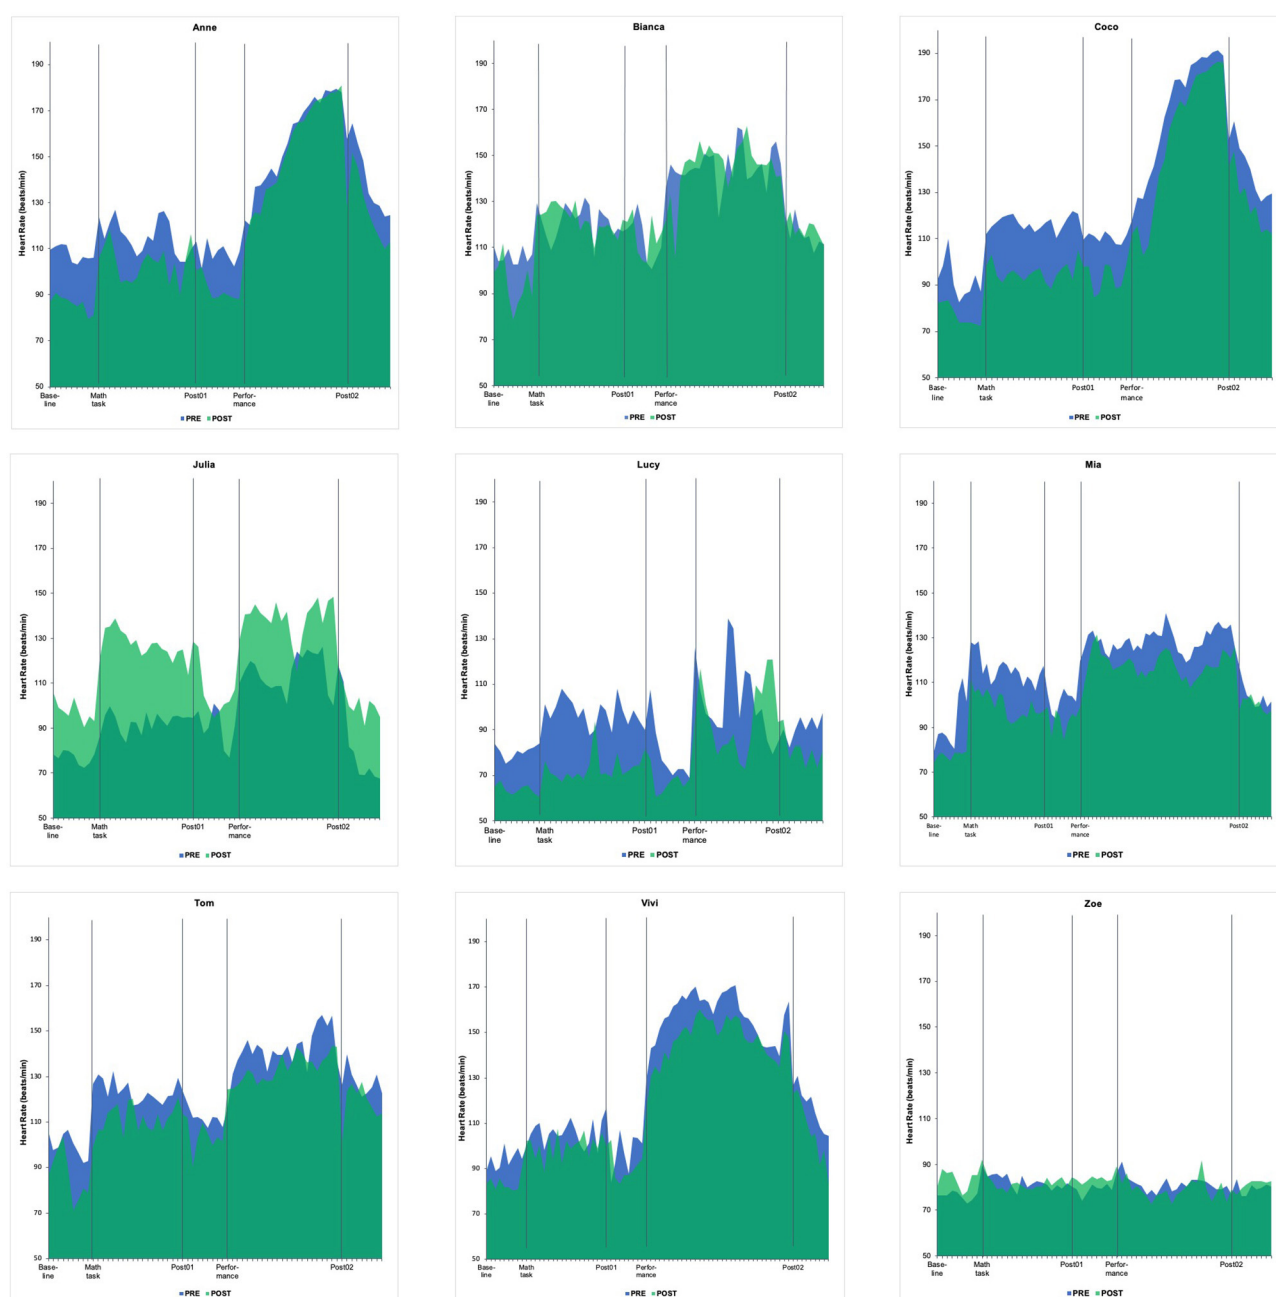 Anne
Heart Rate (beats/min)
190
170
150
130
110
90
70
50
Base-
line
Math
task
Post01
Perfor-
mance
Post02
PRE POST
Bianca
Heart Rate (beats/min)
190
170
150
130
110
90
70
50
Base-
line
Math
task
Post01
Perfor-
mance
Post02
PRE POST
Coco
Heart Rate (beats/min)
190
170
150
130
110
90
70
50
Base-
line
Math
task
Post01
Perfor-
mance
Post02
PRE POST
Julia
Heart Rate (beats/min)
190
170
150
130
110
90
70
50
Base-
line
Math
task
Post01
Perfor-
mance
Post02
PRE POST
Lucy
Heart Rate (beats/min)
190
170
150
130
110
90
70
50
Base-
line
Math
task
Post01
Perfor-
mance
Post02
PRE POST
Mia
Heart Rate (beats/min)
190
170
150
130
110
90
70
50
Base-
line
Math
task
Post01
Perfor-
mance
Post02
PRE POST
Tom
Heart Rate (beats/min)
190
170
150
130
110
90
70
50
Base-
line
Math
task
Post01
Perfor-
mance
Post02
PRE POST
Vivi
Heart Rate (beats/min)
190
170
150
130
110
90
70
50
Base-
line
Math
task
Post01
Perfor-
mance
Post02
PRE POST
Zoe
Heart Rate (beats/min)
190
170
150
130
110
90
70
50
Base-
line
Math
task
Post01
Perfor-
mance
Post02
PRE POST